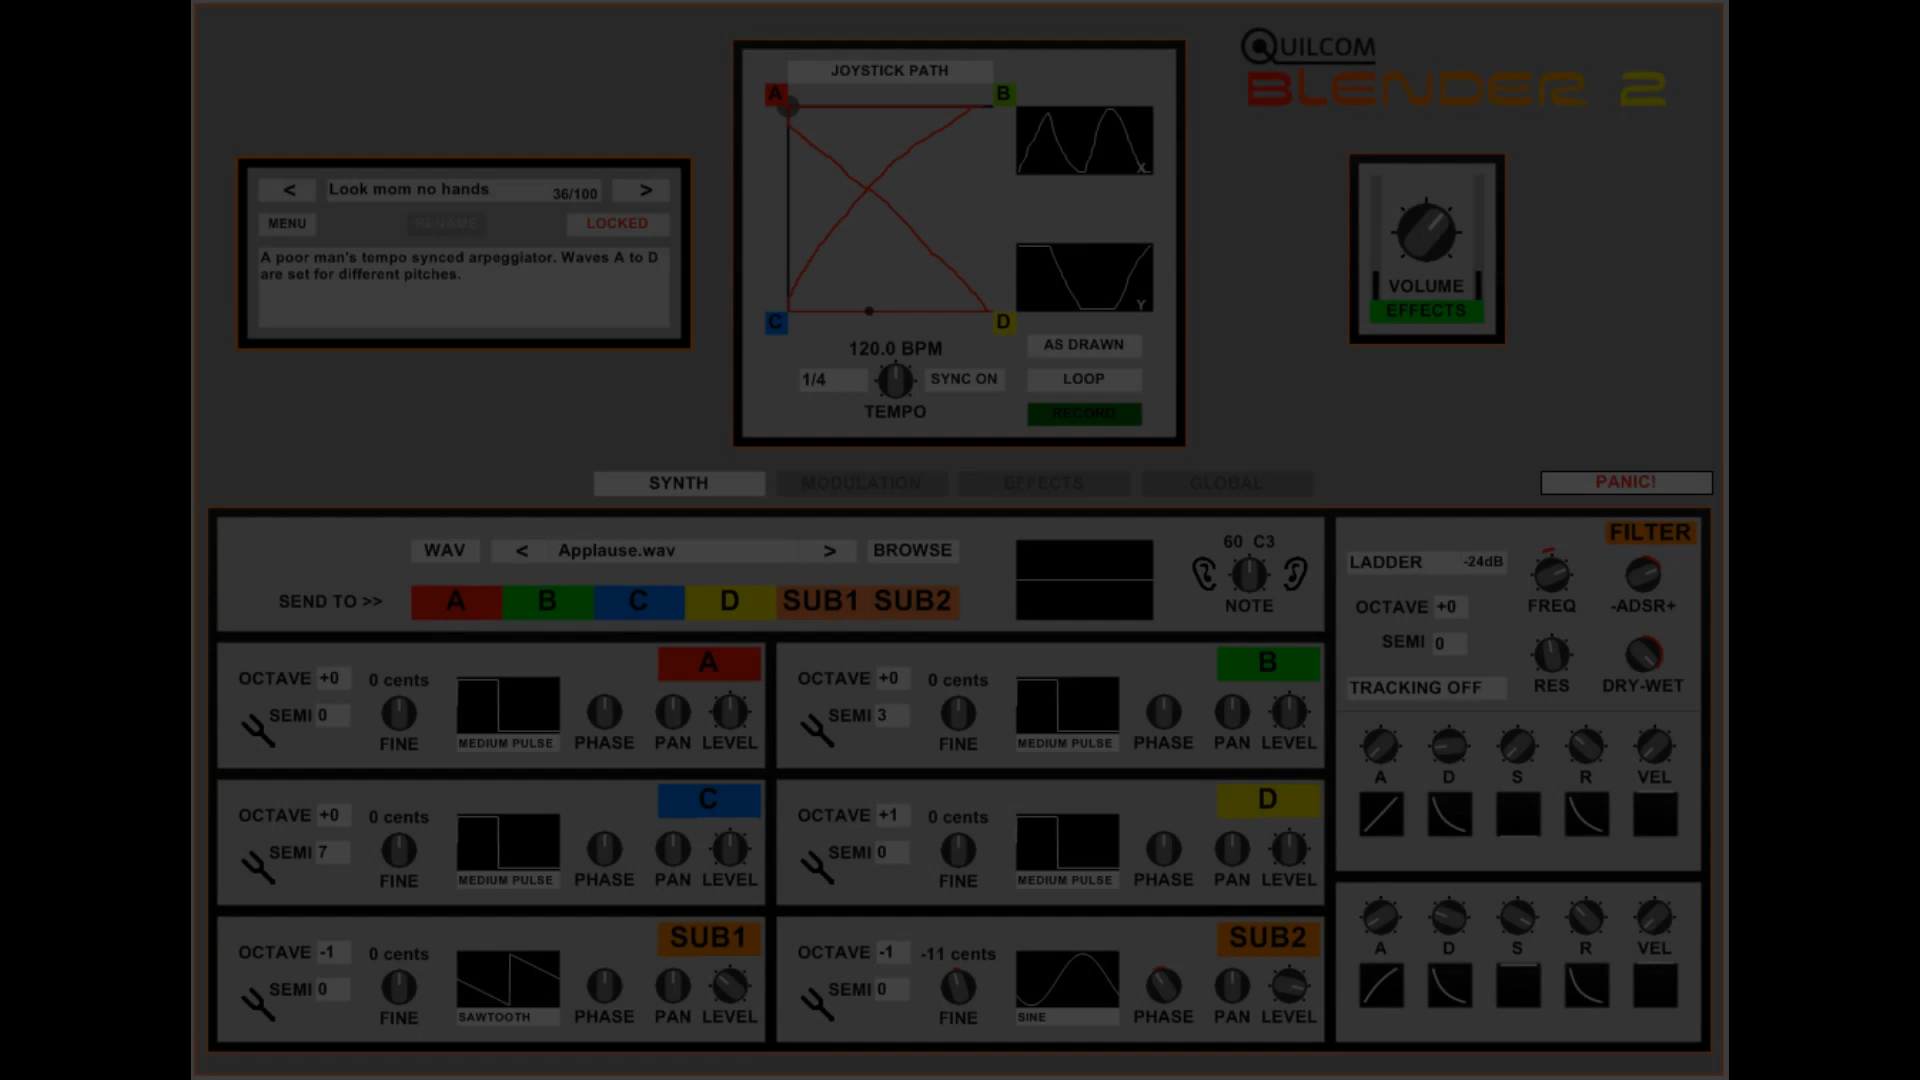 QUILCOM
BLENDER 2
JOYSTICK PATH
A
B
X
C
D
Y
120.0 BPM
1/4
SYNC ON
TEMPO
AS DRAWN
LOOP
RECORD
<
Look mom no hands
36/100
>
MENU
RENAME
LOCKED
A poor man's tempo synced arpeggiator. Waves A to D
are set for different pitches.
VOLUME
EFFECTS
SYNTH
MODULATION
EFFECTS
GLOBAL
PANIC!
WAV
<
Applause.wav
>
BROWSE
SEND TO >>
A
B
C
D
SUB1
SUB2
60 C3
NOTE
A
OCTAVE +0
0 cents
SEMI 0
FINE
MEDIUM PULSE
PHASE
PAN
LEVEL
B
OCTAVE +0
0 cents
SEMI 3
FINE
MEDIUM PULSE
PHASE
PAN
LEVEL
C
OCTAVE +0
0 cents
SEMI 7
FINE
MEDIUM PULSE
PHASE
PAN
LEVEL
D
OCTAVE +1
0 cents
SEMI 0
FINE
MEDIUM PULSE
PHASE
PAN
LEVEL
SUB1
OCTAVE -1
0 cents
SEMI 0
FINE
SAWTOOTH
PHASE
PAN
LEVEL
SUB2
OCTAVE -1
-11 cents
SEMI 0
FINE
SINE
PHASE
PAN
LEVEL
FILTER
LADDER -24dB
OCTAVE +0
SEMI 0
TRACKING OFF
FREQ
-ADSR+
RES
DRY-WET
A
D
S
R
VEL
A
D
S
R
VEL